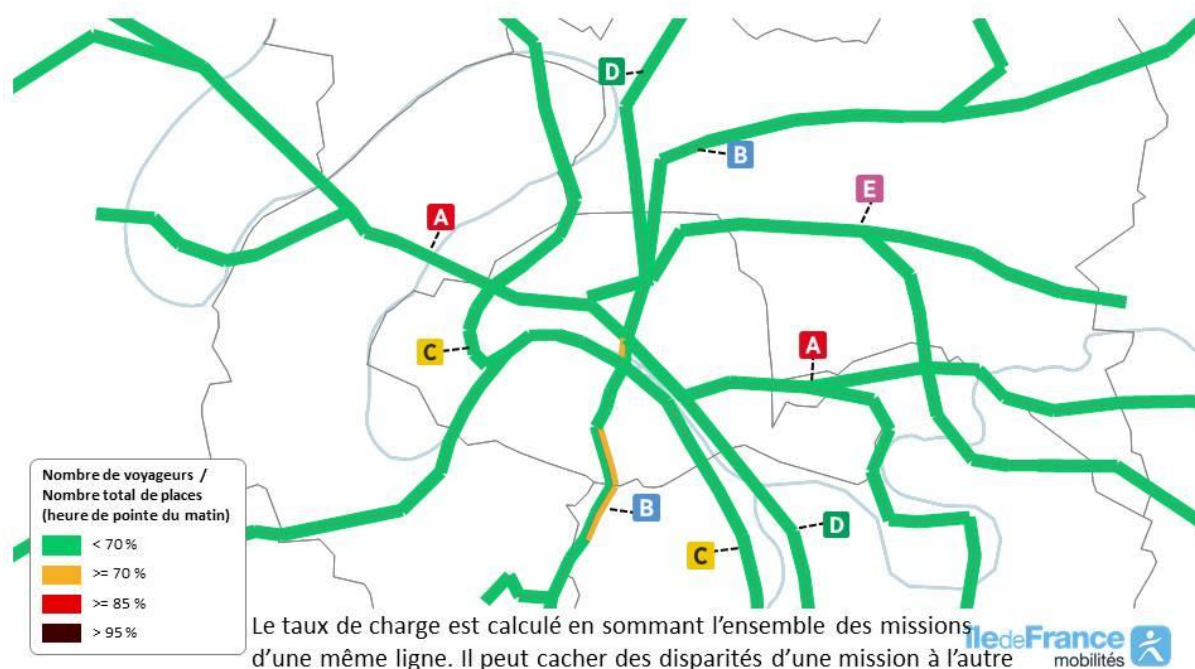 D
B
E
A
C
A
B
D
C
Nombre de voyageurs /
Nombre total de places
(heure de pointe du matin)
< 70 %
>= 70 %
>= 85 %
> 95 %
Le taux de charge est calculé en sommant l'ensemble des missions
d'une même ligne. Il peut cacher des disparités d'une mission à l'autre
îledeFrance
mobilités